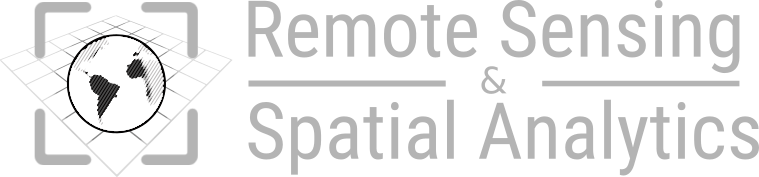 Remote Sensing
&
Spatial Analytics